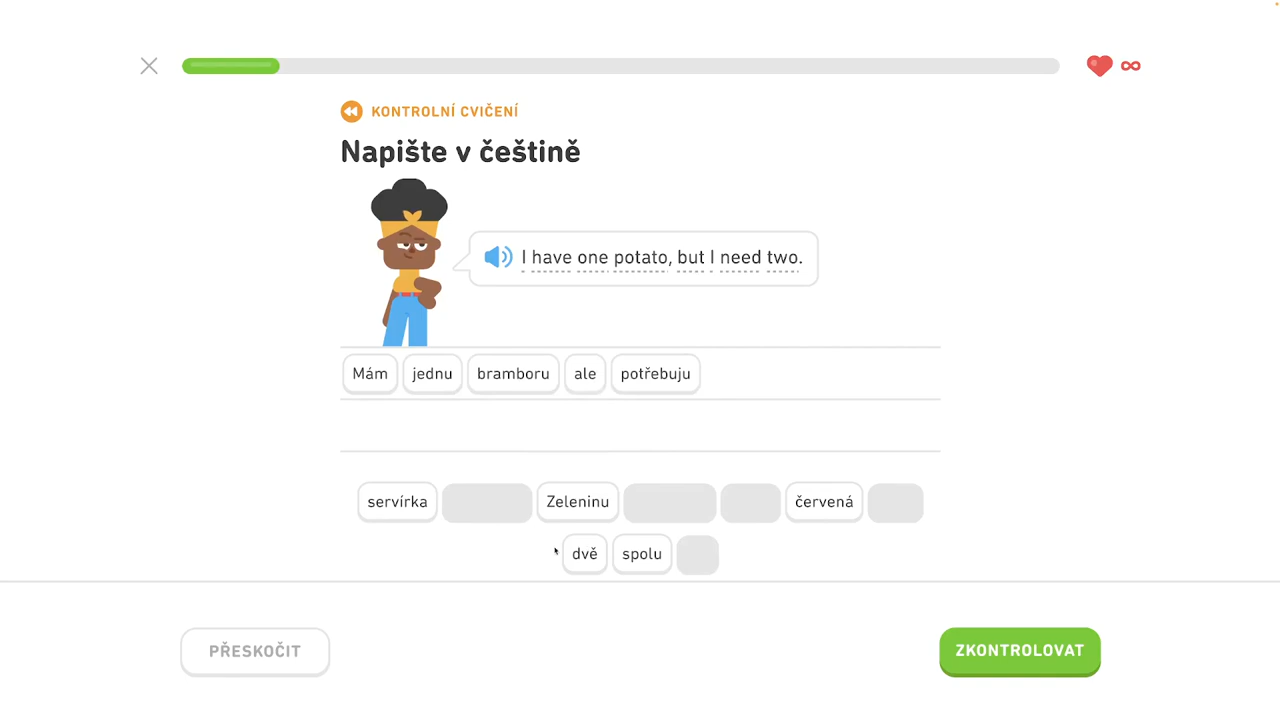 KONTROLNÍ CVIČENÍ
Napište v češtině
I have one potato, but I need two.
Mám jednu bramboru ale potřebuju
servírka Zeleninu červená
dvě spolu
PŘESKOČIT ZKONTROLOVAT